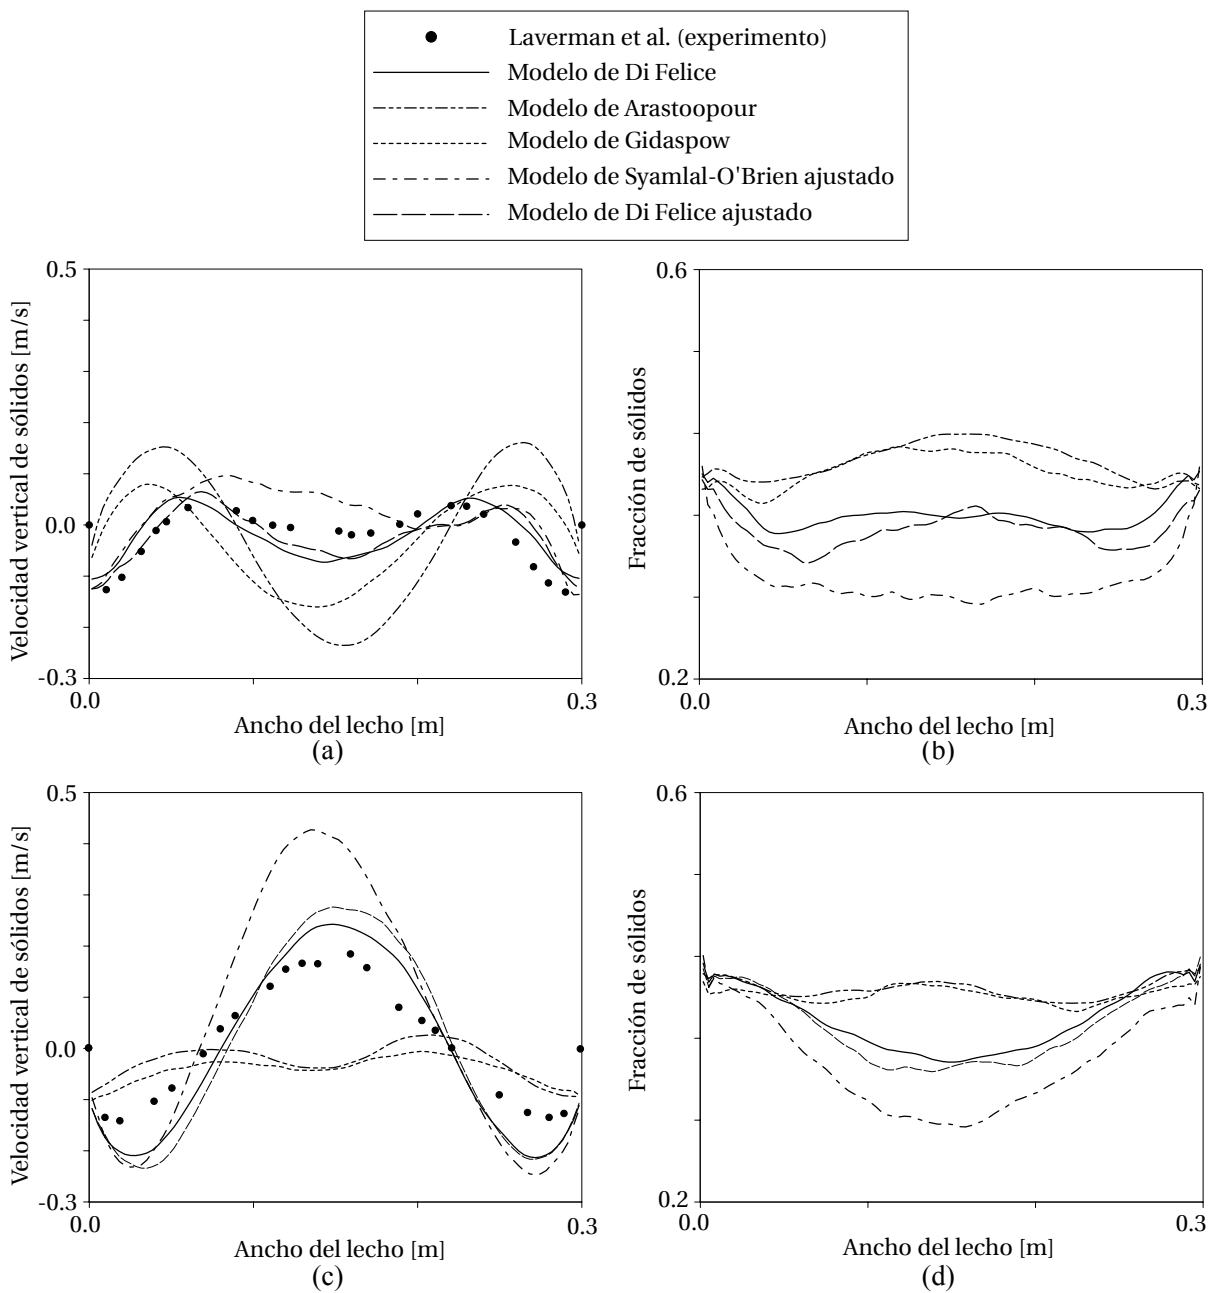 Laverman et al. (experimento)
Modelo de Di Felice
Modelo de Arastoopour
Modelo de Gidaspow
Modelo de Syamlal-O'Brien ajustado
Modelo de Di Felice ajustado
0.5
0.0
-0.3
0.0
0.3
Velocidad vertical de sólidos [m/s]
Ancho del lecho [m]
(a)
0.6
0.2
0.0
0.3
Fracción de sólidos
Ancho del lecho [m]
(b)
0.5
0.0
-0.3
0.0
0.3
Velocidad vertical de sólidos [m/s]
Ancho del lecho [m]
(c)
0.6
0.2
0.0
0.3
Fracción de sólidos
Ancho del lecho [m]
(d)